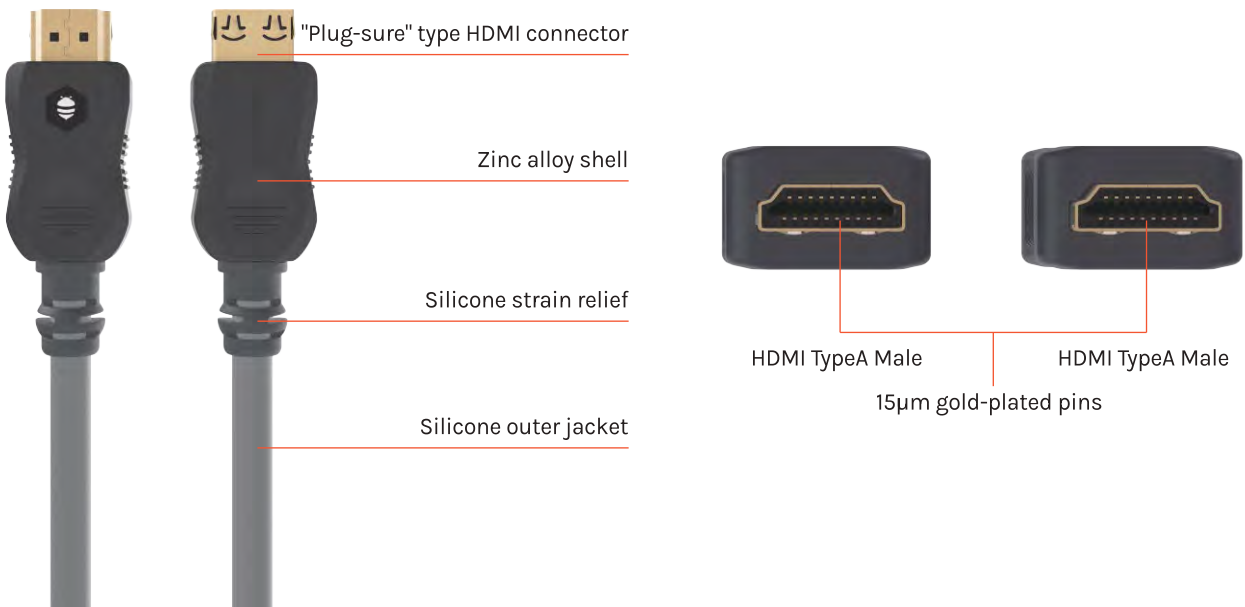 "Plug-sure" type HDMI connector
Zinc alloy shell
Silicone strain relief
Silicone outer jacket
HDMI TypeA Male
HDMI TypeA Male
15µm gold-plated pins